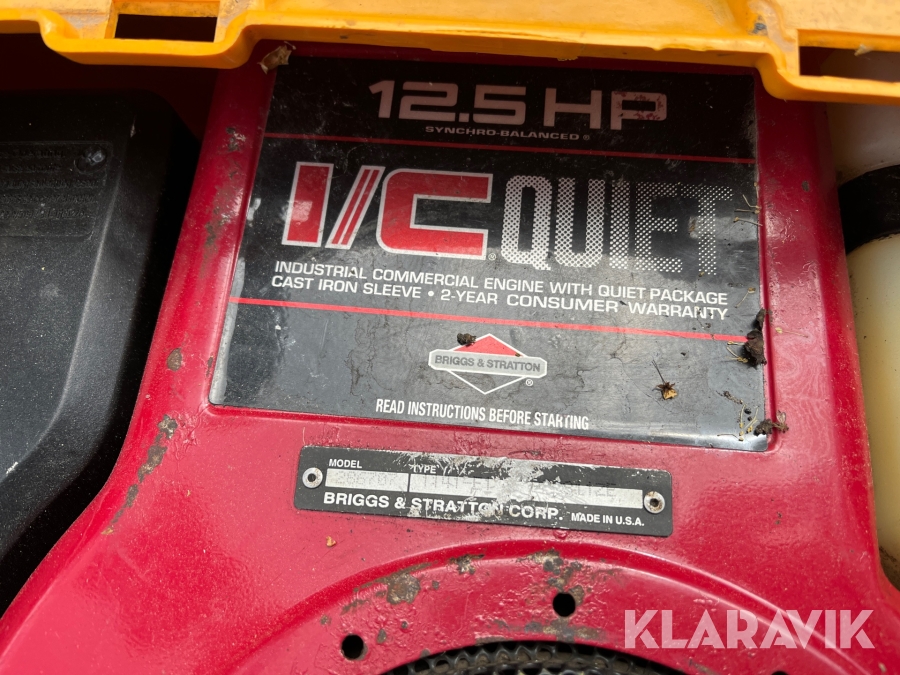 12.5 HP
SYNCHRO-BALANCED ®
I/C® QUIET
INDUSTRIAL COMMERCIAL ENGINE WITH QUIET PACKAGE
CAST IRON SLEEVE • 2-YEAR CONSUMER WARRANTY
BRIGGS & STRATTON ®
READ INSTRUCTIONS BEFORE STARTING
MODEL TYPE
286707
BRIGGS & STRATTON CORP. MADE IN U.S.A.
KLARAVIK